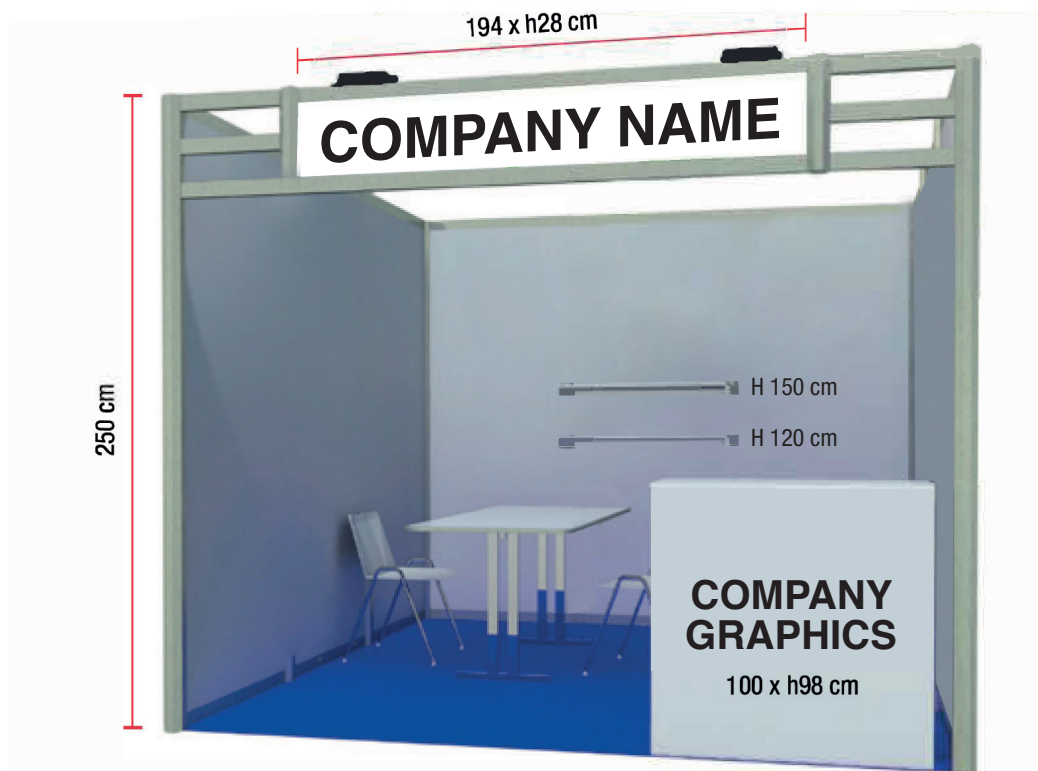 194 x h28 cm
COMPANY NAME
250 cm
H 150 cm
H 120 cm
COMPANY
GRAPHICS
100 x h98 cm